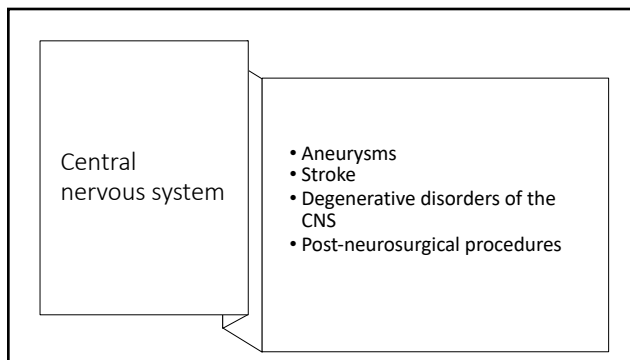 Central
nervous system
• Aneurysms
• Stroke
• Degenerative disorders of the
CNS
• Post-neurosurgical procedures